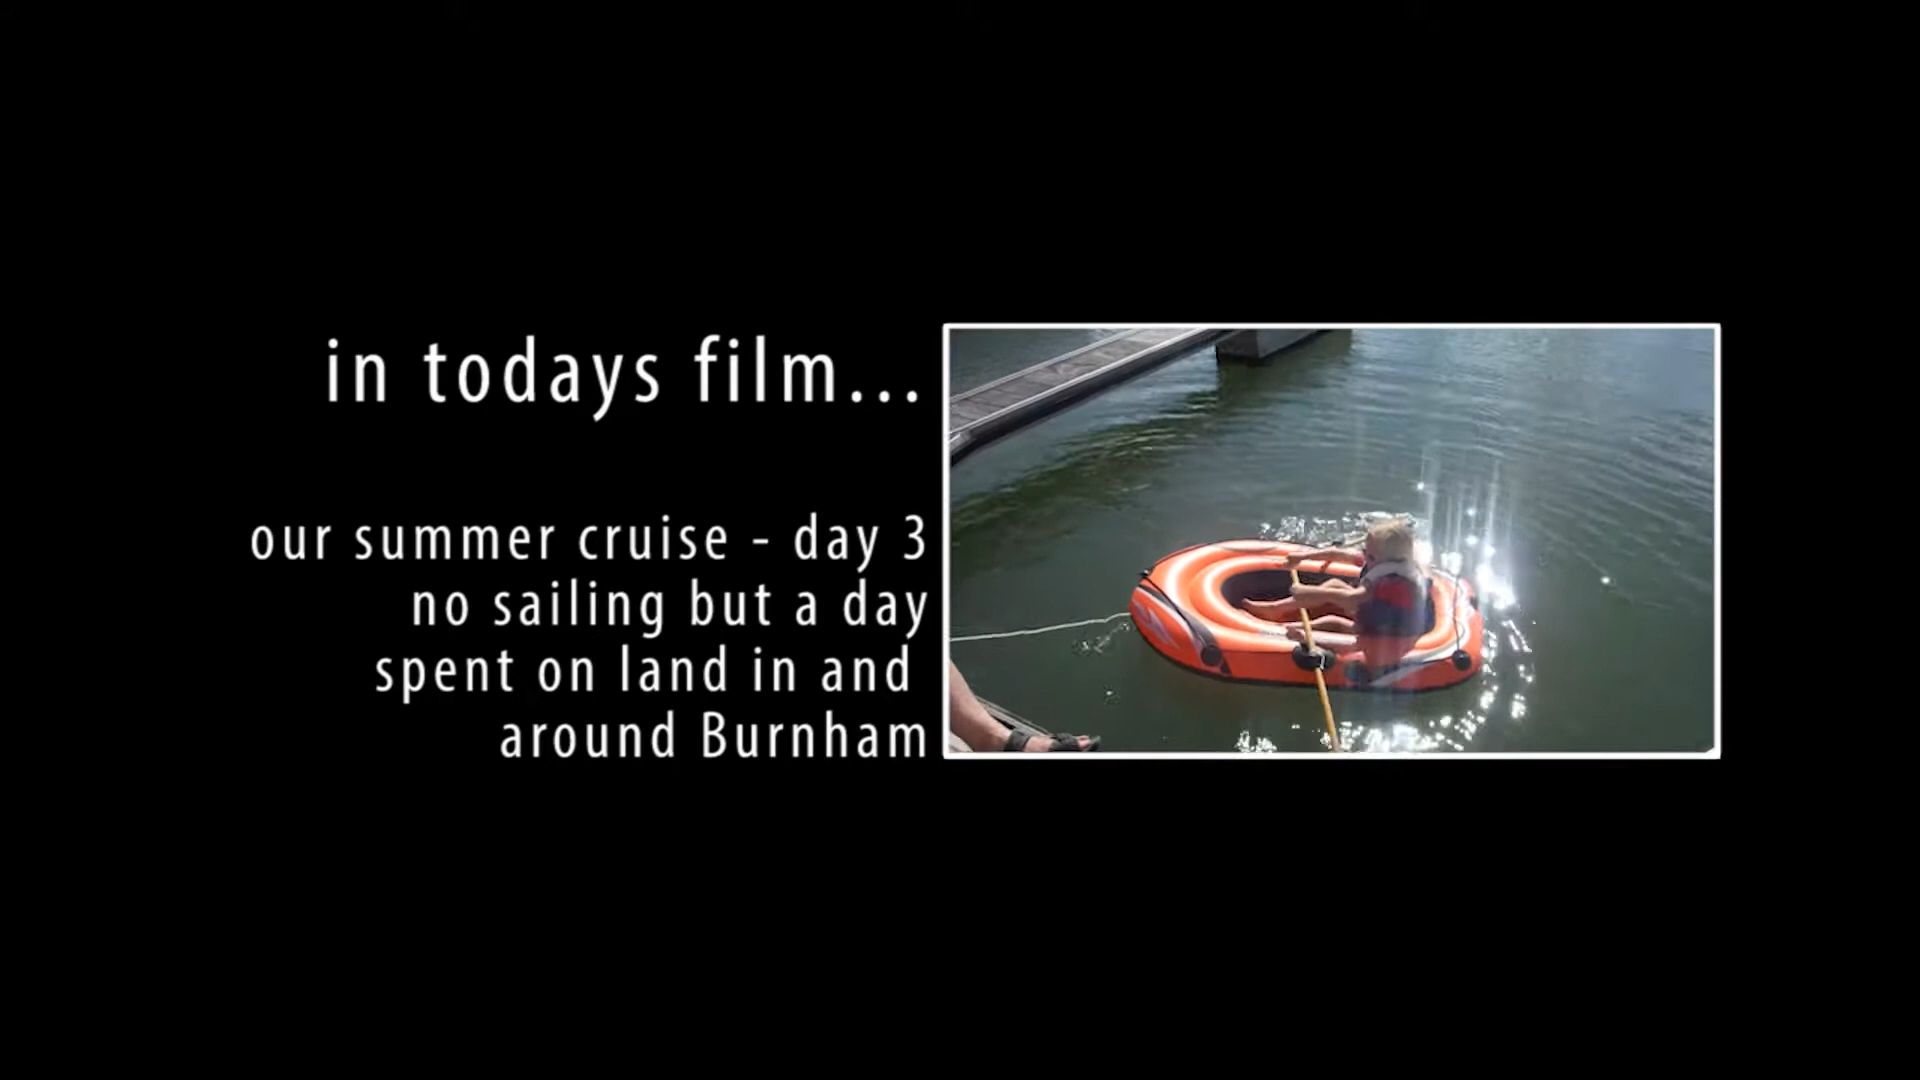 in todays film...
our summer cruise - day 3
no sailing but a day
spent on land in and
around Burnham